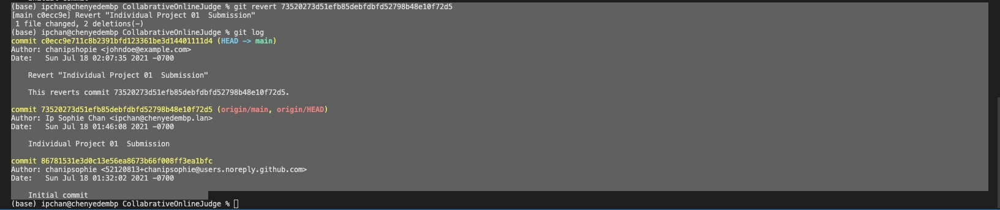 (base) ipchan@chenyedembp CollabrativeOnlineJudge % git revert 73520273d51efb85debfdbfd52798b48e10f72d5
[main c0ecc9e] Revert "Individual Project 01  Submission"
 1 file changed, 2 deletions(-)
(base) ipchan@chenyedembp CollabrativeOnlineJudge % git log
commit c0ecc9e711c8b2391bfd123361be3d14401111d4 (HEAD -> main)
Author: chanipshopie <johndoe@example.com>
Date:   Sun Jul 18 02:07:35 2021 -0700
    Revert "Individual Project 01  Submission"
    This reverts commit 73520273d51efb85debfdbfd52798b48e10f72d5.
commit 73520273d51efb85debfdbfd52798b48e10f72d5 (origin/main, origin/HEAD)
Author: Ip Sophie Chan <ipchan@chenyedembp.lan>
Date:   Sun Jul 18 01:46:08 2021 -0700
    Individual Project 01  Submission
commit 86781531e3d0c13e56ea8673b66f008ff3ea1bfc
Author: chanipsophie <52120813+chanipsophie@users.noreply.github.com>
Date:   Sun Jul 18 01:32:02 2021 -0700
    Initial commit
(base) ipchan@chenyedembp CollabrativeOnlineJudge %